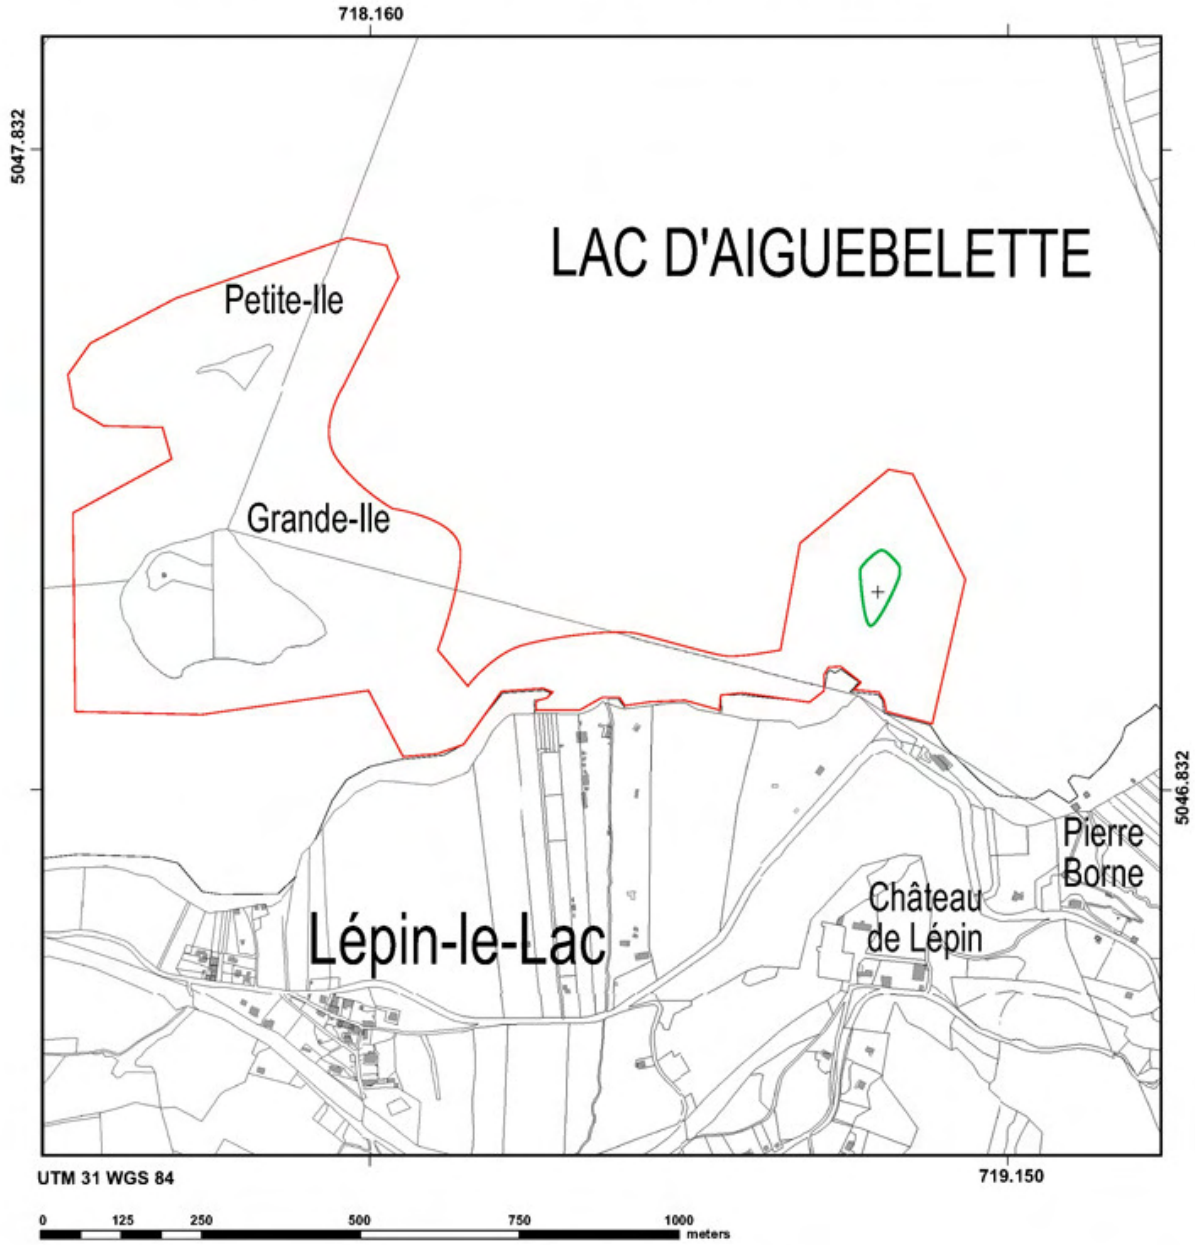 718.160
5047.832
LAC D'AIGUEBELETTE
Petite-Ile
Grande-Ile
5046.832
Pierre
Borne
Château
de Lépin
Lépin-le-Lac
UTM 31 WGS 84
719.150
0 125 250 500 750 1000
meters